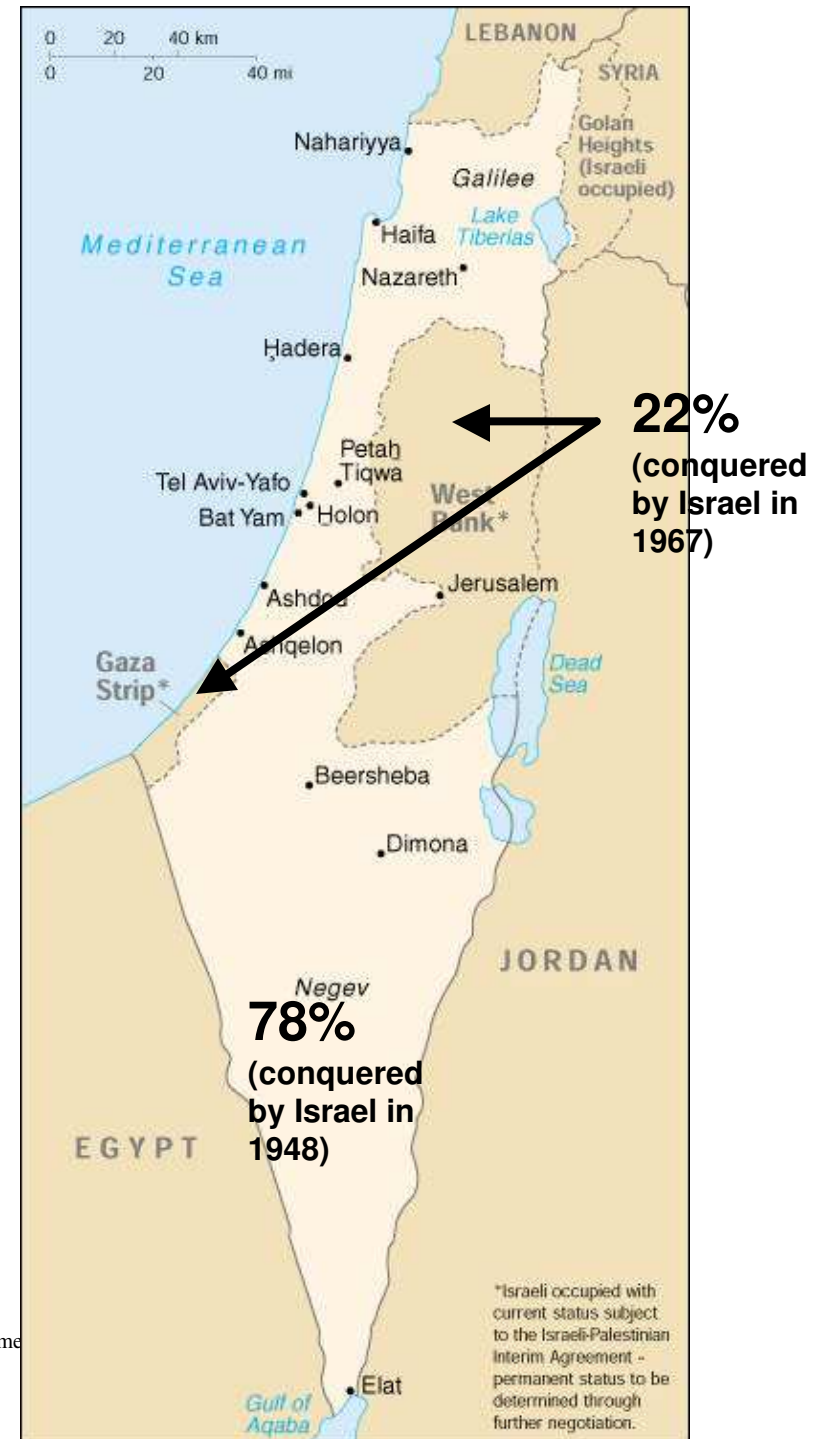 0 20 40 km
0 20 40 mi
LEBANON
SYRIA
Golan
Heights
(Israeli
occupied)
Nahariyya
Galilee
Lake
Tiberias
Haifa
Mediterranean
Sea
Nazareth
Ḥadera
22%
(conquered
by Israel in
1967)
Petaḥ
Tiqwa
Tel Aviv-Yafo
West
Bank*
Bat Yam
Ḥolon
Jerusalem
Ashdod
Ashqelon
Gaza
Strip*
Dead
Sea
Beersheba
Dimona
JORDAN
Negev
78%
(conquered
by Israel in
1948)
EGYPT
*Israeli occupied with
current status subject
to the Israeli-Palestinian
Interim Agreement -
permanent status to be
determined through
further negotiation.
Elat
Gulf of
Aqaba